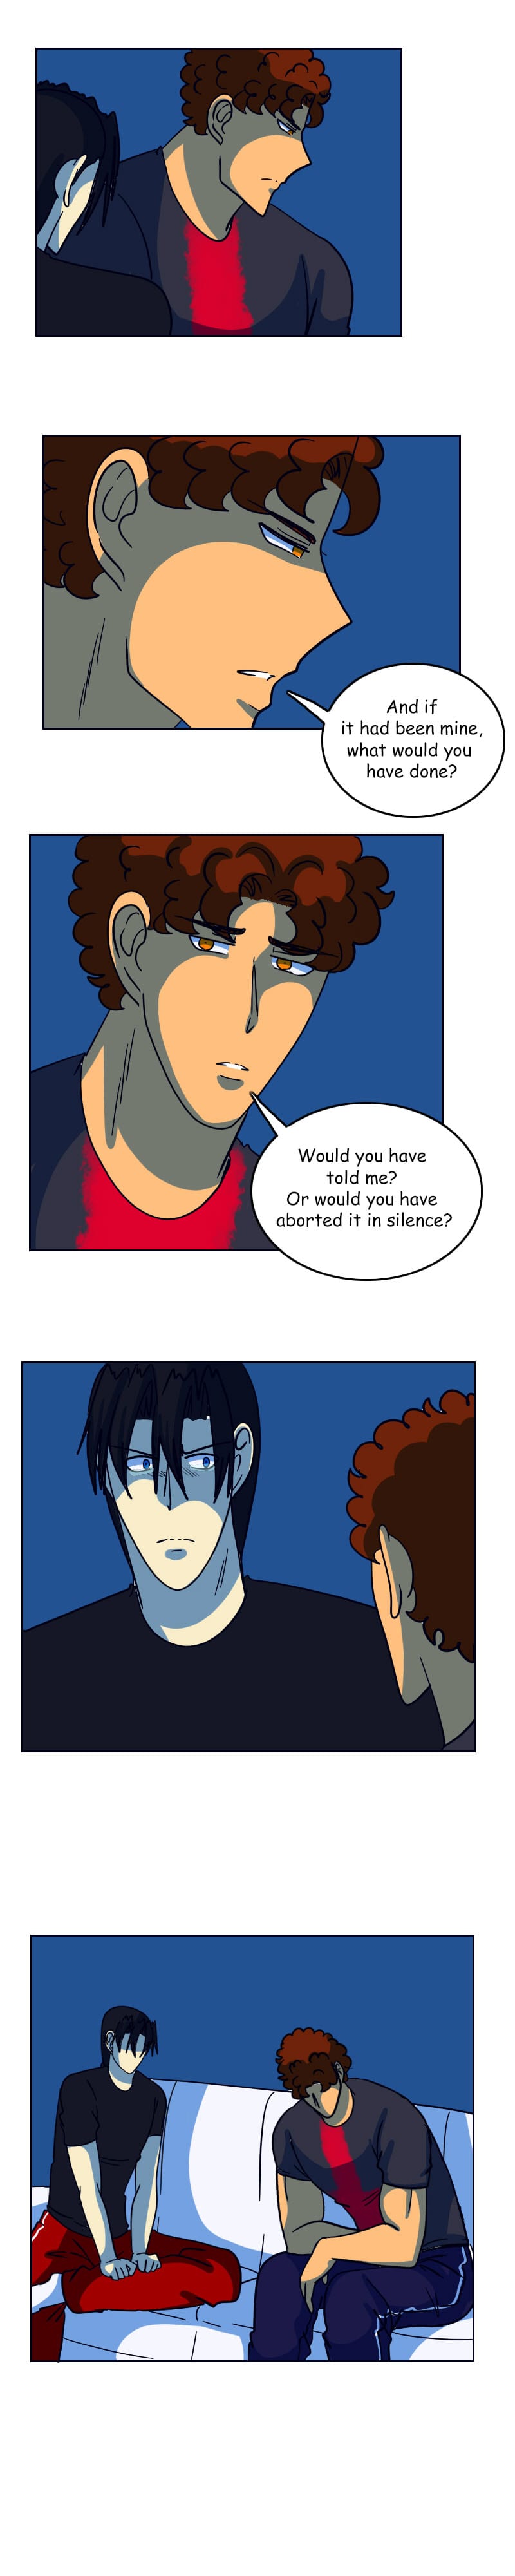 And if
it had been mine,
what would you
have done?
Would you have
told me?
Or would you have
aborted it in silence?